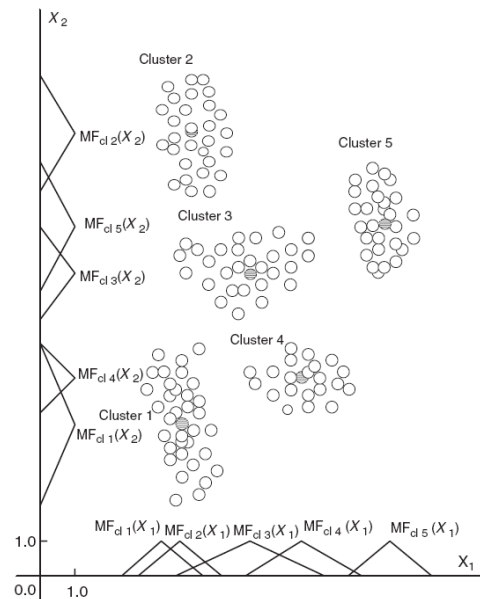 X2
Cluster 2
MFcl 2(X2)
Cluster 5
Cluster 3
MFcl 5(X2)
MFcl 3(X2)
Cluster 4
MFcl 4(X2)
Cluster 1
MFcl 1(X2)
MFcl 1(X1) MFcl 2(X1) MFcl 3(X1) MFcl 4 (X1) MFcl 5 (X1)
1.0
X1
0.0 1.0